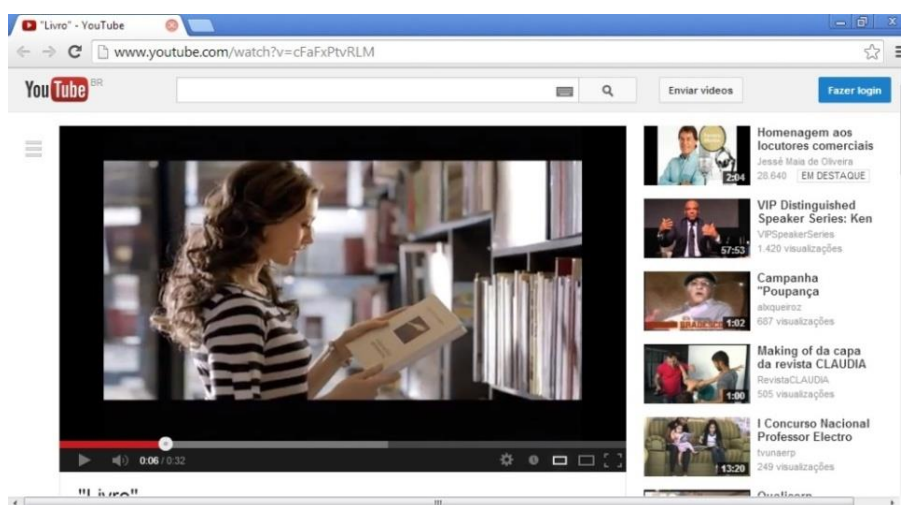 "Livro" - YouTube
www.youtube.com/watch?v=cFaFxPtvRLM
YouTube BR
Enviar vídeos
Fazer login
Homenagem aos
locutores comerciais
Jessé Maia de Oliveira
28.640 EM DESTAQUE
2:04
VIP Distinguished
Speaker Series: Ken
VIPSpeakerSeries
1.420 visualizações
57:53
Campanha
"Poupança
alxqueiroz
687 visualizações
BRADESCO
1:02
Making of da capa
da revista CLAUDIA
RevistaCLAUDIA
505 visualizações
1:00
I Concurso Nacional
Professor Electro
tvunaerp
249 visualizações
13:20
0:06 / 0:32
"Livro"